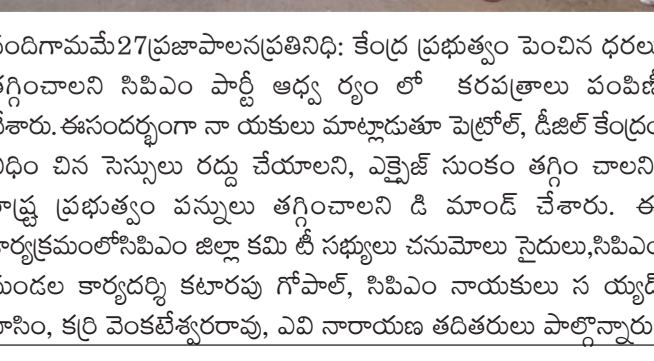 నందిగామమే27ప్రజాపాలనప్రతినిధి: కేంద్ర ప్రభుత్వం పెంచిన ధరలు
తగ్గించాలని సిపిఎం పార్టీ ఆధ్వ ర్యం లో కరపత్రాలు పంపిణీ
చేశారు.ఈసందర్భంగా నా యకులు మాట్లాడుతూ పెట్రోల్, డీజిల్ కేంద్రం
విధిం చిన సెస్సులు రద్దు చేయాలని, ఎక్సైజ్ సుంకం తగ్గిం చాలని
రాష్ట్ర ప్రభుత్వం పన్నులు తగ్గించాలని డి మాండ్ చేశారు. ఈ
కార్యక్రమంలోసిపిఎం జిల్లా కమి టీ సభ్యులు చనుమోలు సైదులు,సిపిఎం
మండల కార్యదర్శి కటారపు గోపాల్, సిపిఎం నాయకులు స య్యద్
ఖాసిం, కర్రి వెంకటేశ్వరరావు, ఎవి నారాయణ తదితరులు పాల్గొన్నారు